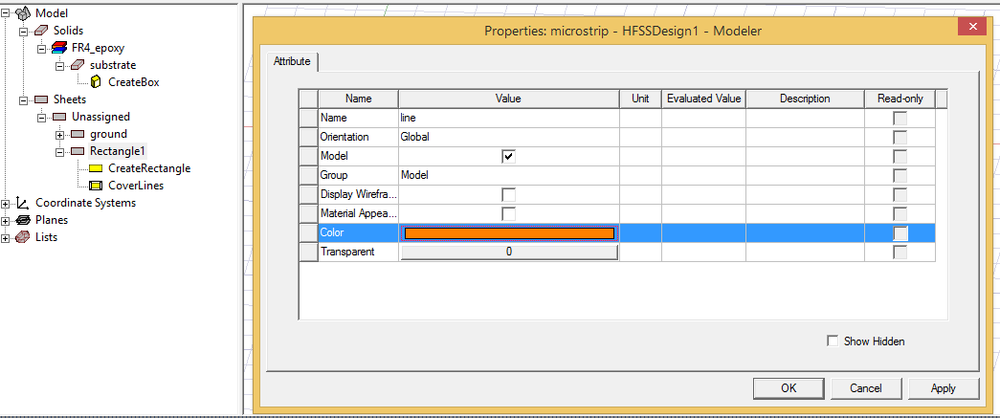 Model
Solids
FR4_epoxy
substrate
CreateBox
Sheets
Unassigned
ground
Rectangle1
CreateRectangle
CoverLines
Coordinate Systems
Planes
Lists
Properties: microstrip - HFSSDesign1 - Modeler
Attribute
Name Value Unit Evaluated Value Description Read-only
Name line
Orientation Global
Model
Group Model
Display Wirefra...
Material Appea...
Color
Transparent 0
Show Hidden
OK Cancel Apply